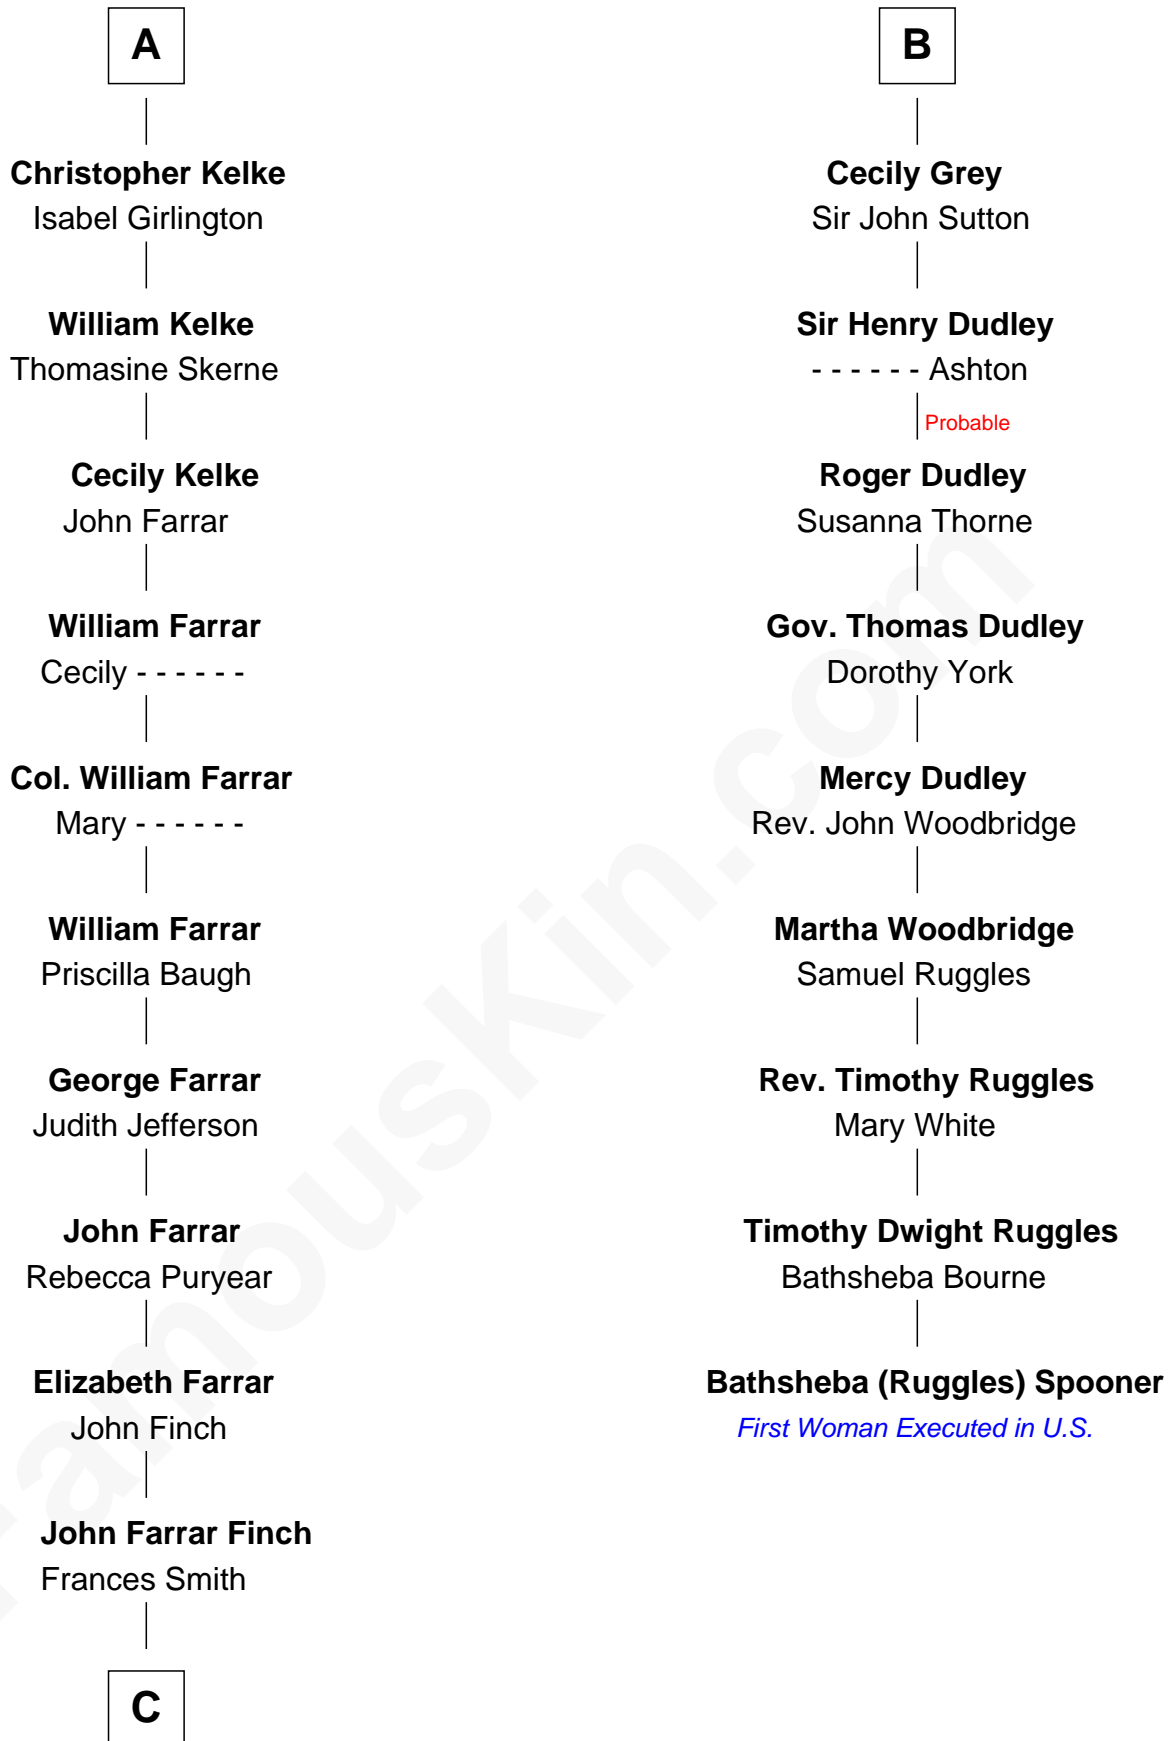 A
Christopher Kelke
Isabel Girlington
William Kelke
Thomasine Skerne
Cecily Kelke
John Farrar
William Farrar
Cecily - - - - - -
Col. William Farrar
Mary - - - - - -
William Farrar
Priscilla Baugh
George Farrar
Judith Jefferson
John Farrar
Rebecca Puryear
Elizabeth Farrar
John Finch
John Farrar Finch
Frances Smith
C
B
Cecily Grey
Sir John Sutton
Sir Henry Dudley
- - - - - - Ashton
Probable
Roger Dudley
Susanna Thorne
Gov. Thomas Dudley
Dorothy York
Mercy Dudley
Rev. John Woodbridge
Martha Woodbridge
Samuel Ruggles
Rev. Timothy Ruggles
Mary White
Timothy Dwight Ruggles
Bathsheba Bourne
Bathsheba (Ruggles) Spooner
First Woman Executed in U.S.
FamousKin.com